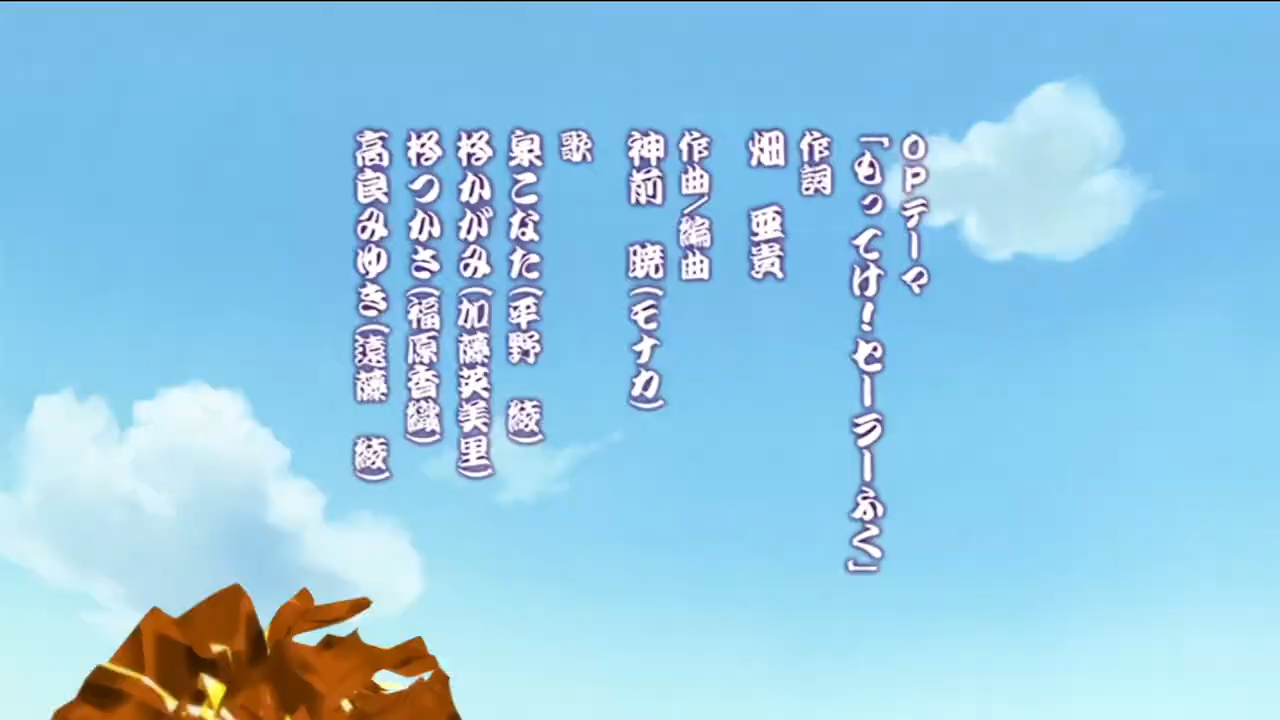 OPテーマ
「もってけ!セーラーふく」
作詞
畑　亜貴
作曲/編曲
神前　暁(モナカ)
歌
泉こなた(平野　綾)
柊かがみ(加藤英美里)
柊つかさ(福原香織)
高良みゆき(遠藤　綾)